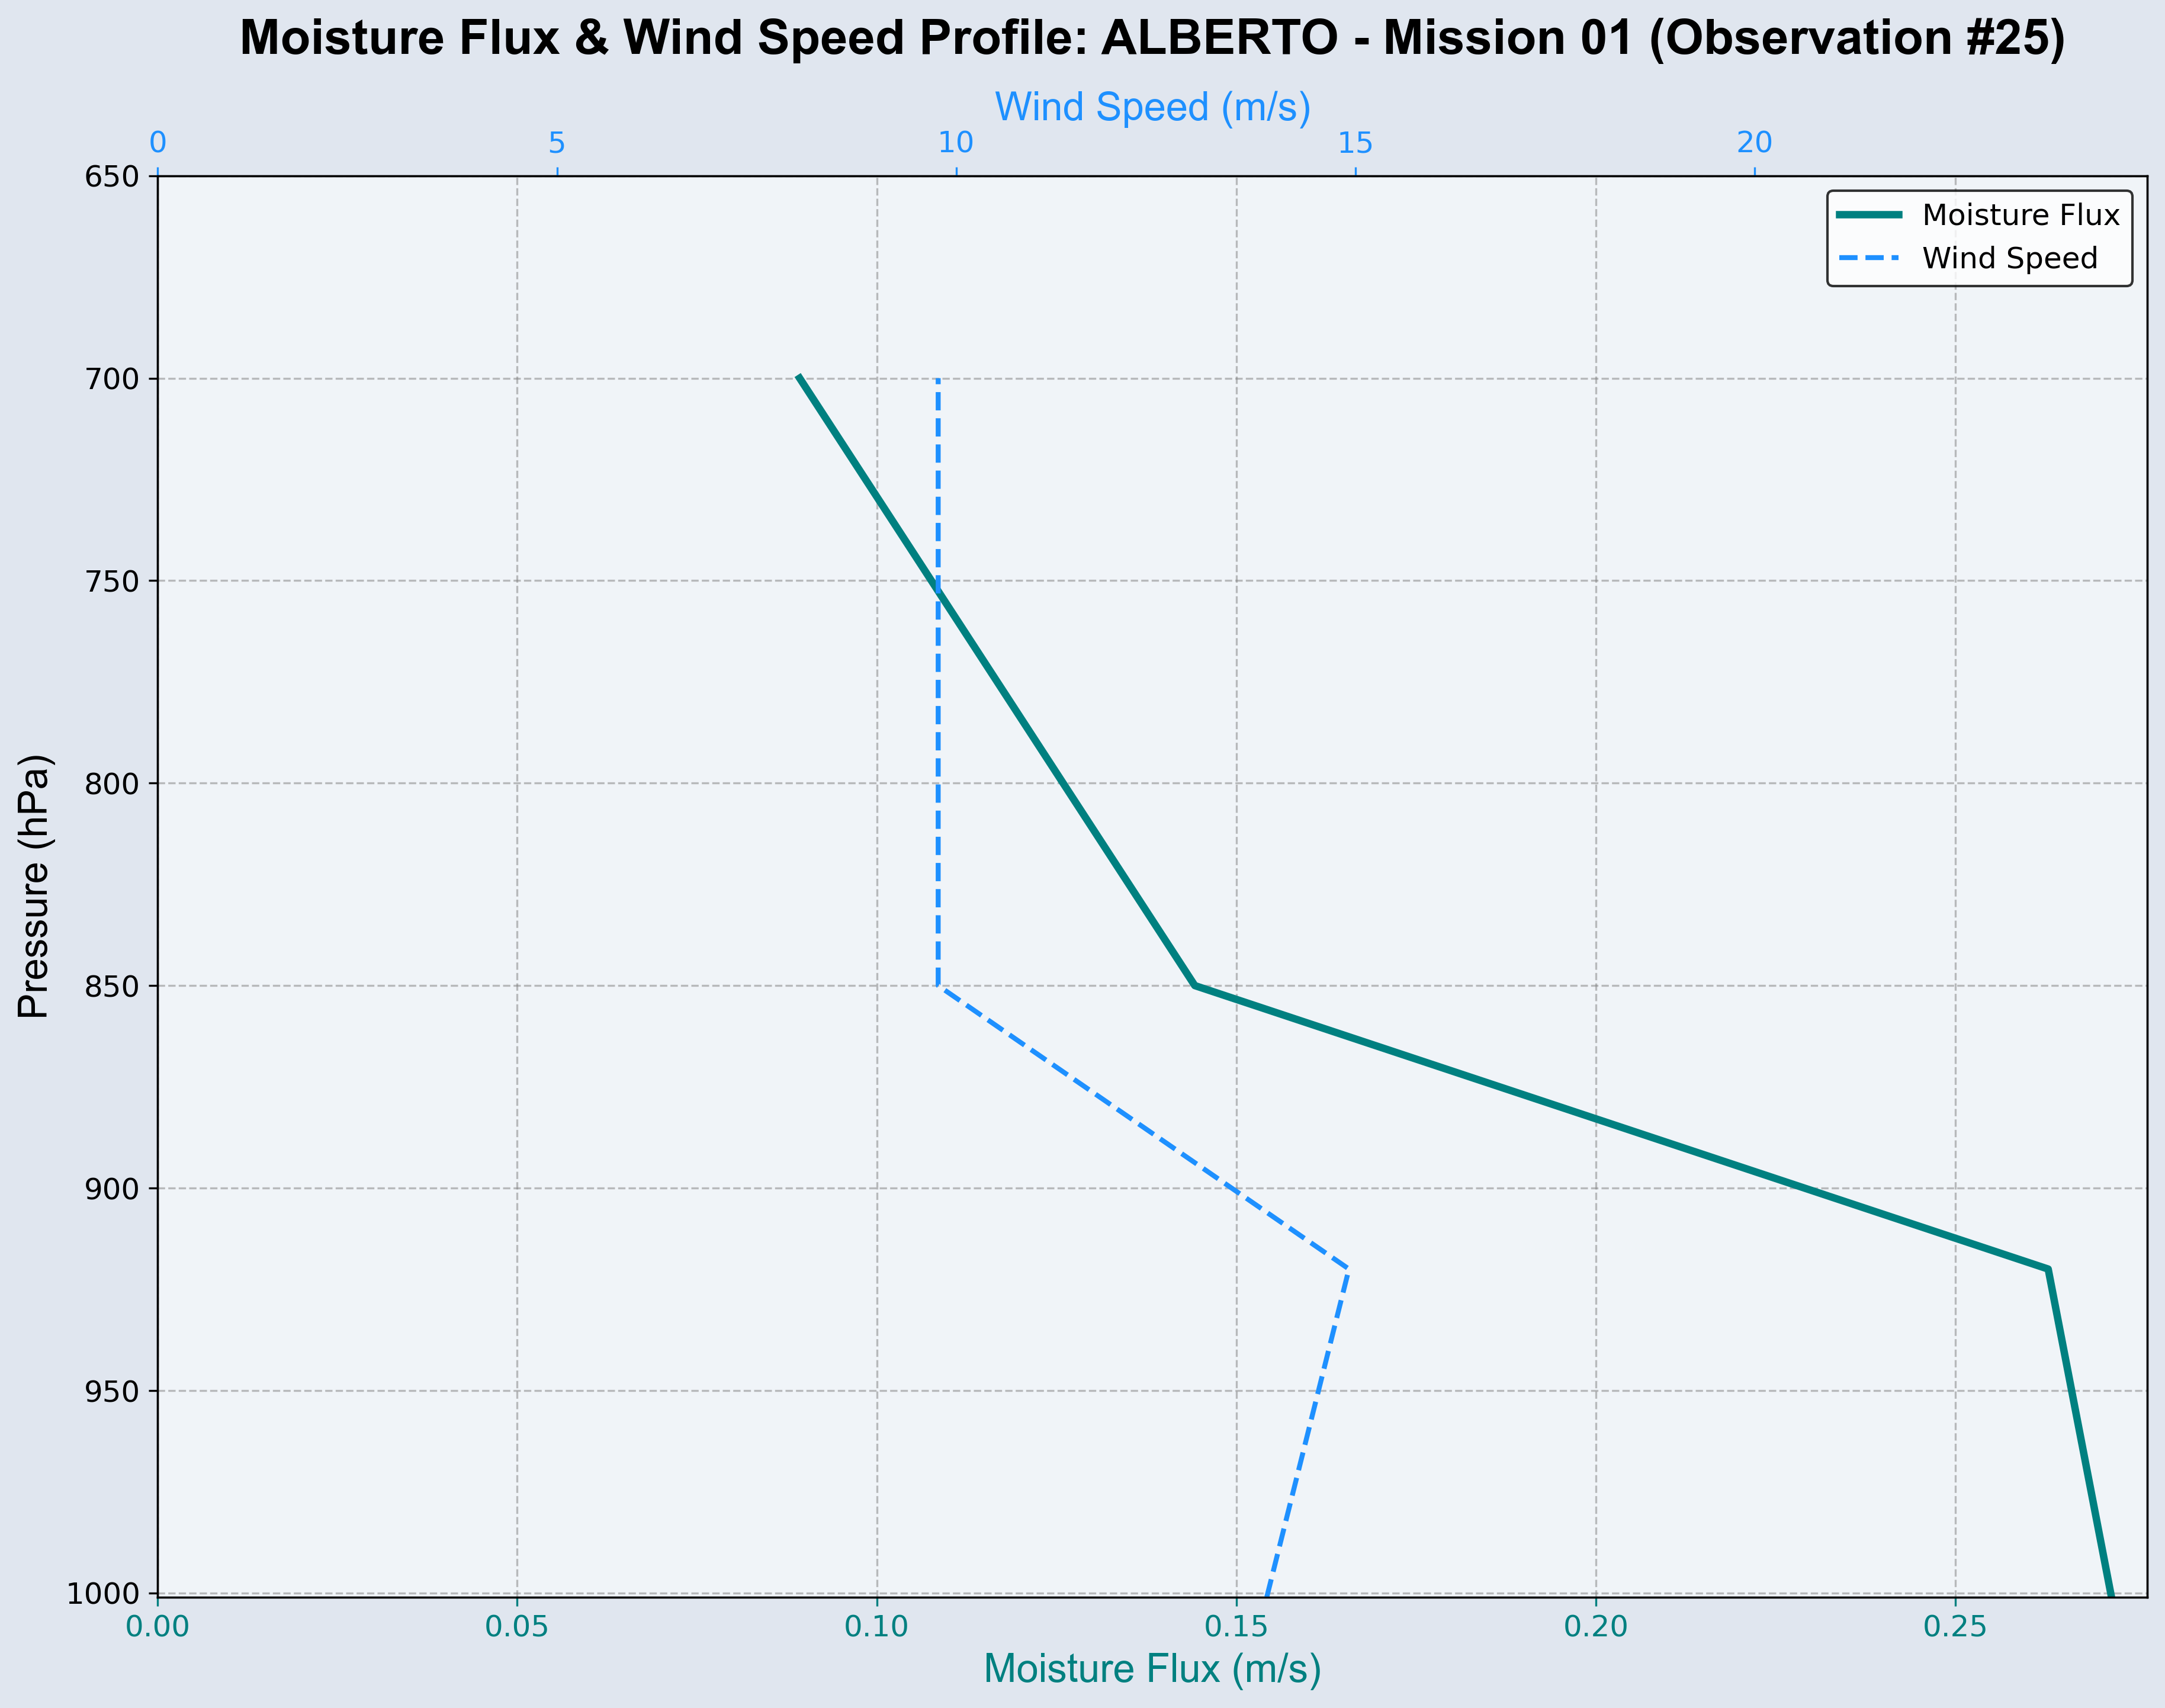 Moisture Flux & Wind Speed Profile: ALBERTO - Mission 01 (Observation #25)
Wind Speed (m/s)
0 5 10 15 20
Moisture Flux
Wind Speed
650
700
750
800
850
900
950
1000
Pressure (hPa)
0.00 0.05 0.10 0.15 0.20 0.25
Moisture Flux (m/s)